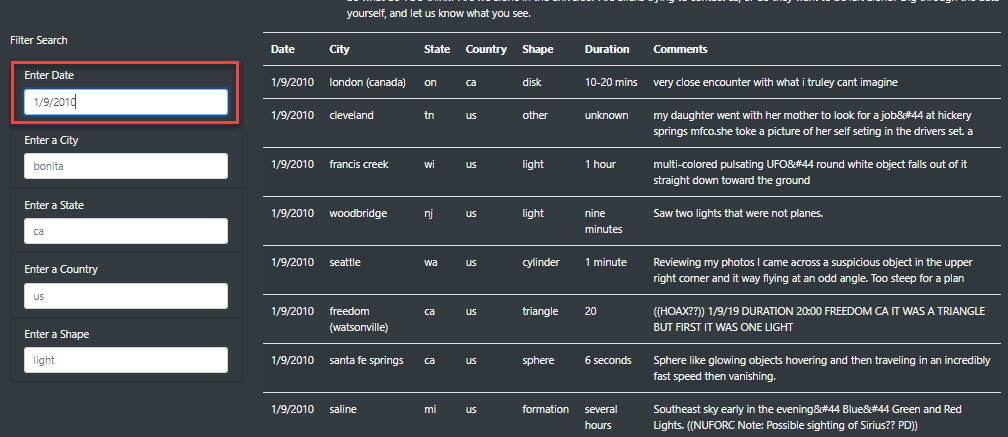 yourself, and let us know what you see.
Filter Search
Enter Date
1/9/2010
Enter a City
bonita
Enter a State
ca
Enter a Country
us
Enter a Shape
light
Date City State Country Shape Duration Comments
1/9/2010 london (canada) on ca disk 10-20 mins very close encounter with what i truley cant imagine
1/9/2010 cleveland tn us other unknown my daughter went with her mother to look for a job&#44 at hickery
springs mfco.she toke a picture of her self seting in the drivers set. a
1/9/2010 francis creek wi us light 1 hour multi-colored pulsating UFO&#44 round white object falls out of it
straight down toward the ground
1/9/2010 woodbridge nj us light nine Saw two lights that were not planes.
minutes
1/9/2010 seattle wa us cylinder 1 minute Reviewing my photos I came across a suspicious object in the upper
right corner and it way flying at an odd angle. Too steep for a plan
1/9/2010 freedom ca us triangle 20 ((HOAX??)) 1/9/19 DURATION 20:00 FREEDOM CA IT WAS A TRIANGLE
(watsonville) BUT FIRST IT WAS ONE LIGHT
1/9/2010 santa fe springs ca us sphere 6 seconds Sphere like glowing objects hovering and then traveling in an incredibly
fast speed then vanishing.
1/9/2010 saline mi us formation several Southeast sky early in the evening&#44 Blue&#44 Green and Red
hours Lights. ((NUFORC Note: Possible sighting of Sirius?? PD))